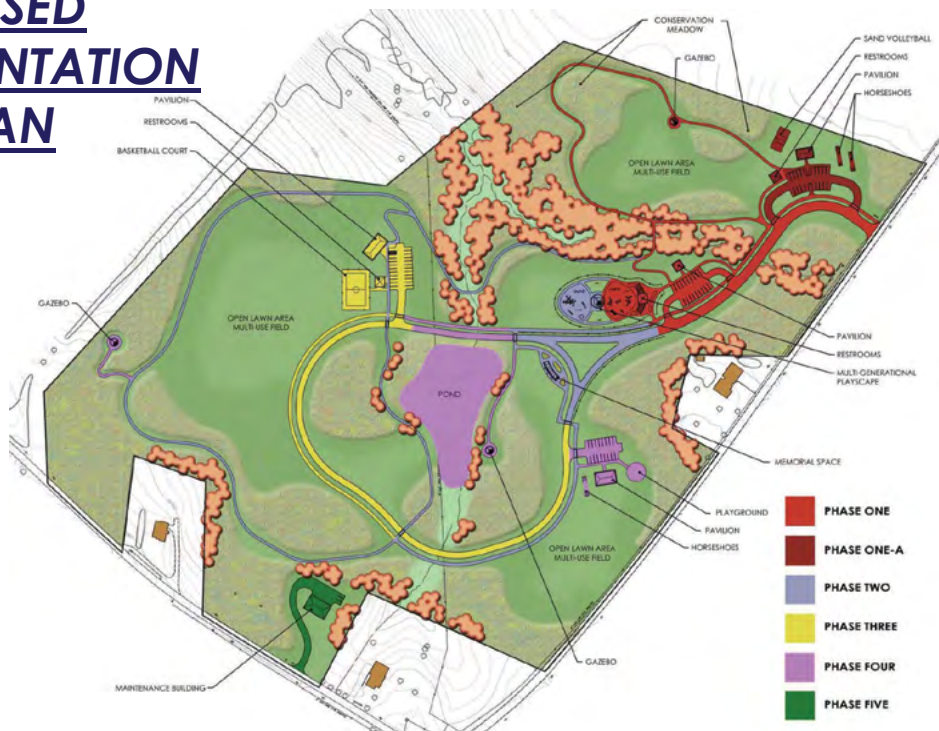 SED
NTATION
AN
CONSERVATION
MEADOW
SAND VOLLEYBALL
RESTROOMS
PAVILION
HORSESHOES
GAZEBO
PAVILION
RESTROOMS
BASKETBALL COURT
OPEN LAWN AREA
MULTI-USE FIELD
GAZEBO
OPEN LAWN AREA
MULTI-USE FIELD
PAVILION
RESTROOMS
MULTI-GENERATIONAL
PLAYSCAPE
POND
MEMORIAL SPACE
PLAYGROUND
PAVILION
HORSESHOES
OPEN LAWN AREA
MULTI-USE FIELD
GAZEBO
MAINTENANCE BUILDING
PHASE ONE
PHASE ONE-A
PHASE TWO
PHASE THREE
PHASE FOUR
PHASE FIVE